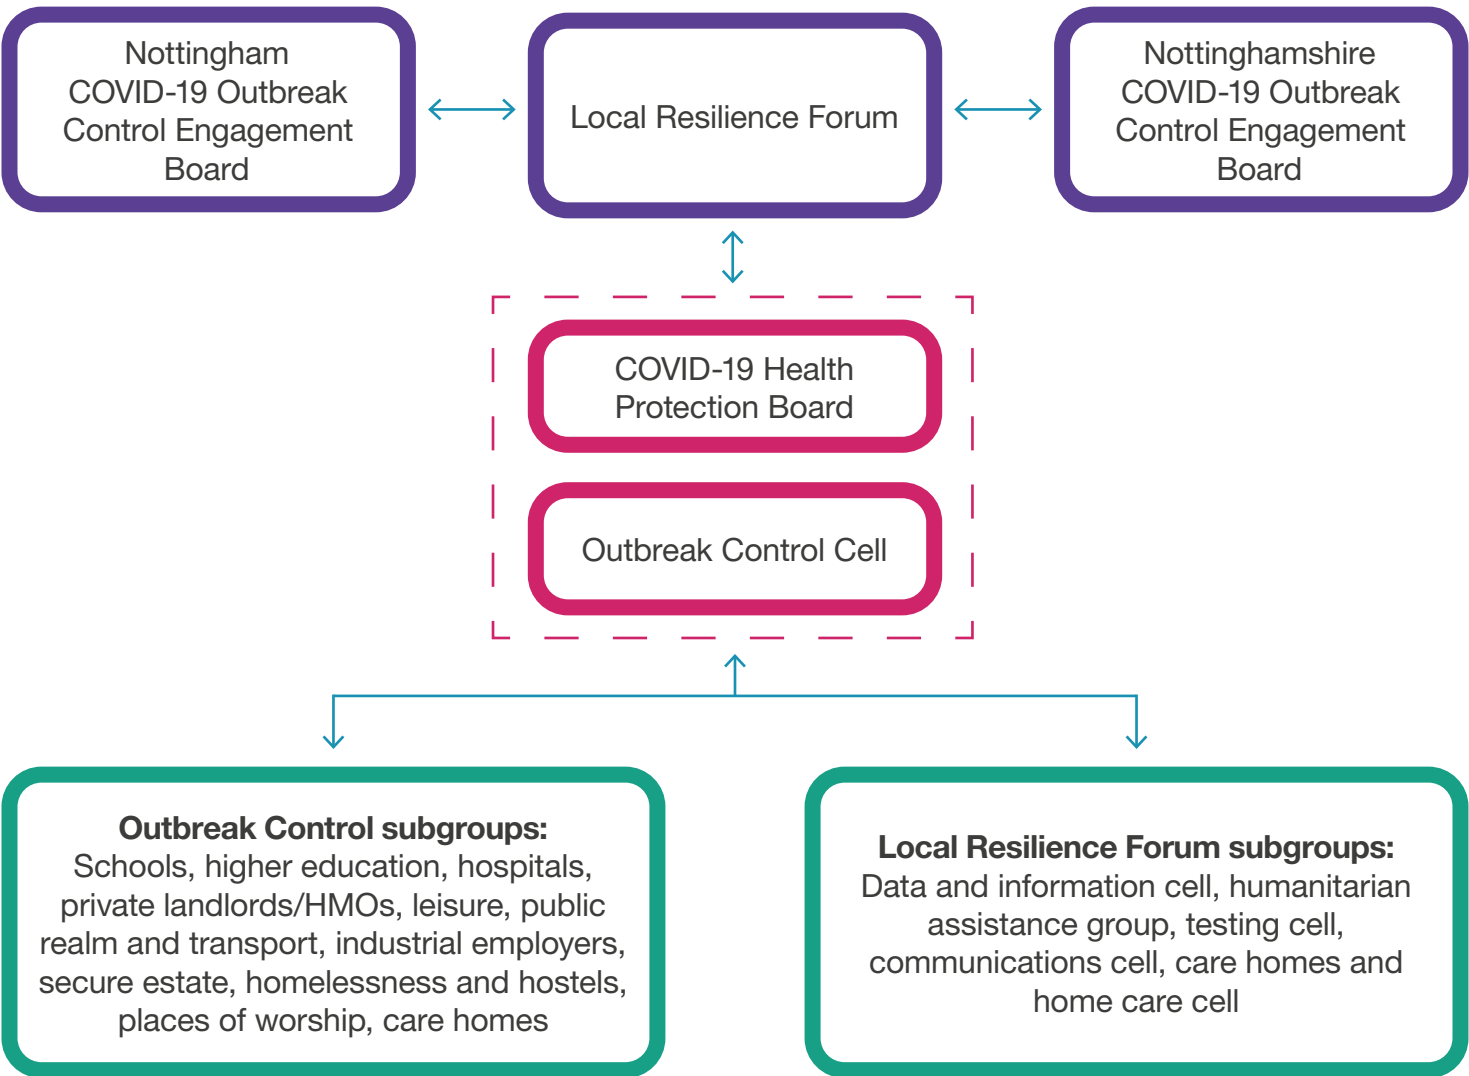 Nottingham
COVID-19 Outbreak
Control Engagement
Board
Local Resilience Forum
Nottinghamshire
COVID-19 Outbreak
Control Engagement
Board
COVID-19 Health
Protection Board
Outbreak Control Cell
Outbreak Control subgroups:
Schools, higher education, hospitals,
private landlords/HMOs, leisure, public
realm and transport, industrial employers,
secure estate, homelessness and hostels,
places of worship, care homes
Local Resilience Forum subgroups:
Data and information cell, humanitarian
assistance group, testing cell,
communications cell, care homes and
home care cell